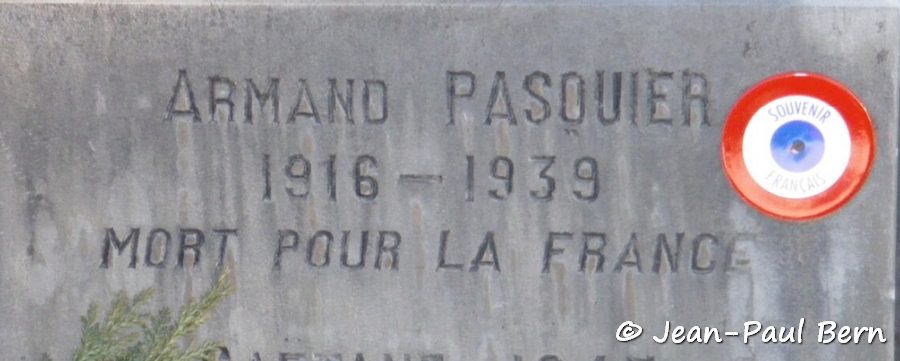 ARMAND PASQUIER
SOUVENIR
FRANÇAIS
1916 – 1939
MORT POUR LA FRANCE
© Jean-Paul Bern